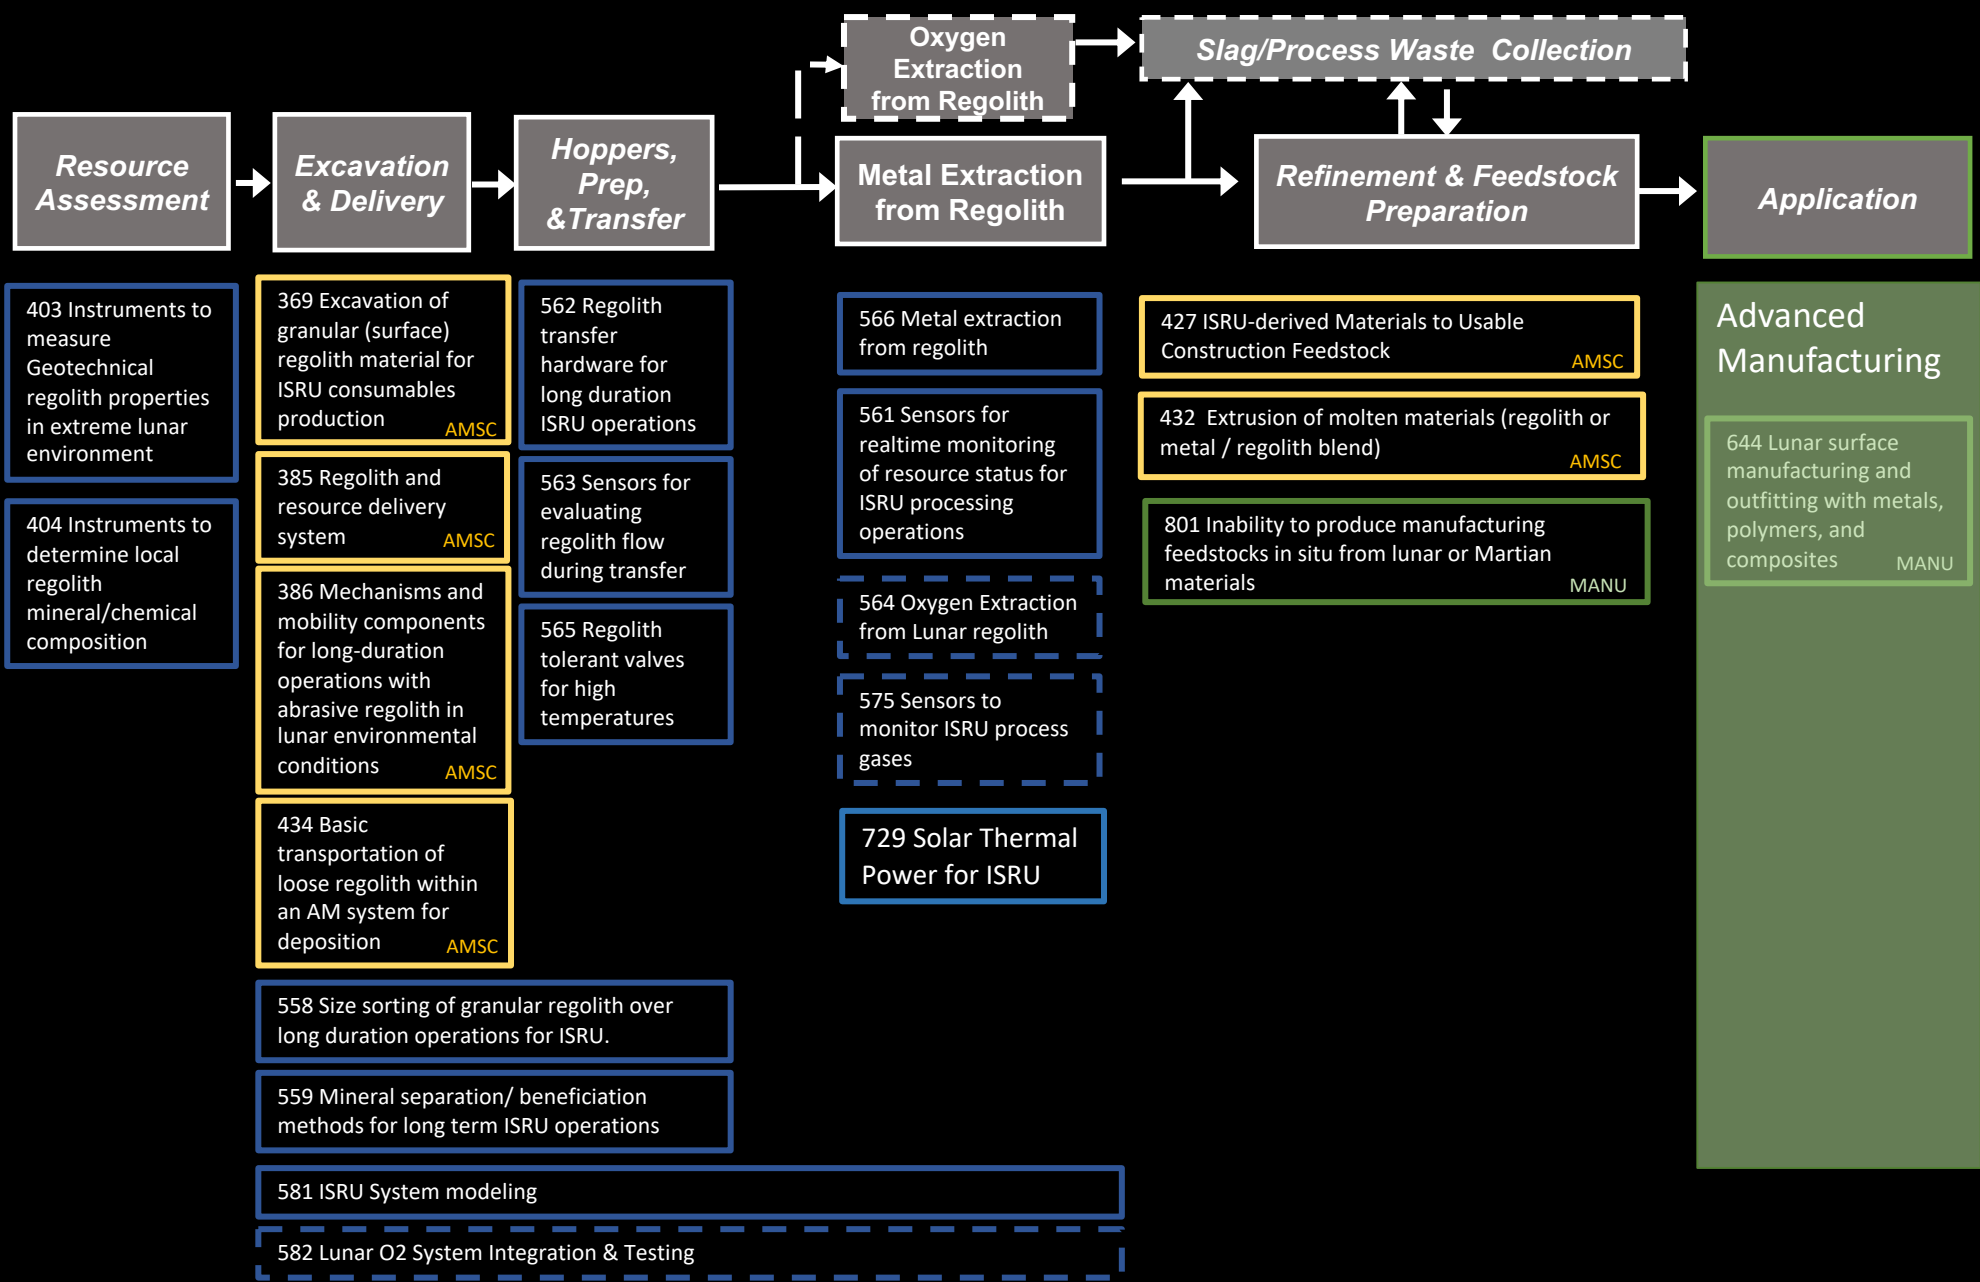 Oxygen
Extraction
from Regolith
Slag/Process Waste Collection
Resource
Assessment
Excavation
& Delivery
Hoppers,
Prep,
&Transfer
Metal Extraction
from Regolith
Refinement & Feedstock
Preparation
Application
403 Instruments to
measure
Geotechnical
regolith properties
in extreme lunar
environment
404 Instruments to
determine local
regolith
mineral/chemical
composition
369 Excavation of
granular (surface)
regolith material for
ISRU consumables
production
AMSC
385 Regolith and
resource delivery
system
AMSC
386 Mechanisms and
mobility components
for long-duration
operations with
abrasive regolith in
lunar environmental
conditions
AMSC
434 Basic
transportation of
loose regolith within
an AM system for
deposition
AMSC
562 Regolith
transfer
hardware for
long duration
ISRU operations
563 Sensors for
evaluating
regolith flow
during transfer
565 Regolith
tolerant valves
for high
temperatures
558 Size sorting of granular regolith over
long duration operations for ISRU.
559 Mineral separation/ beneficiation
methods for long term ISRU operations
581 ISRU System modeling
582 Lunar O2 System Integration & Testing
566 Metal extraction
from regolith
561 Sensors for
realtime monitoring
of resource status for
ISRU processing
operations
564 Oxygen Extraction
from Lunar regolith
575 Sensors to
monitor ISRU process
gases
729 Solar Thermal
Power for ISRU
427 ISRU-derived Materials to Usable
Construction Feedstock
AMSC
432 Extrusion of molten materials (regolith or
metal / regolith blend)
AMSC
801 Inability to produce manufacturing
feedstocks in situ from lunar or Martian
materials
MANU
Advanced
Manufacturing
644 Lunar surface
manufacturing and
outfitting with metals,
polymers, and
composites
MANU